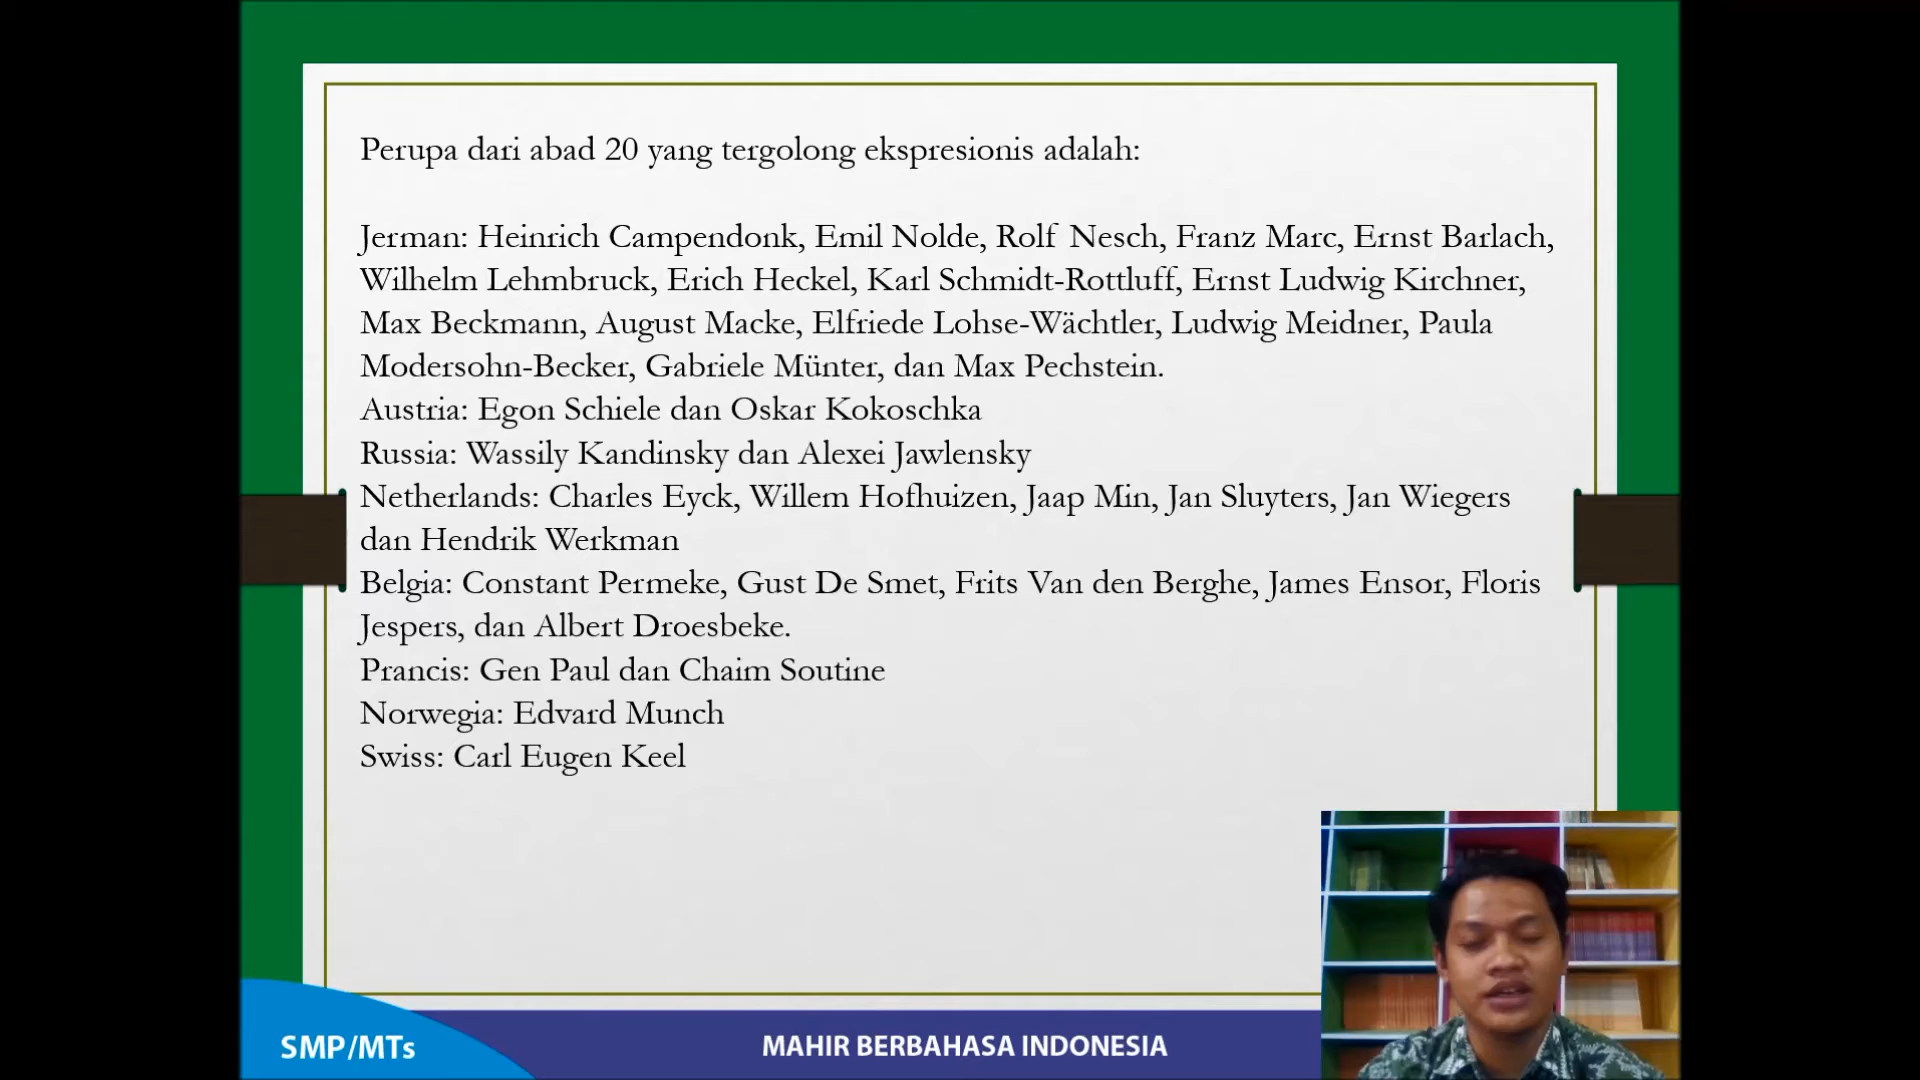 Perupa dari abad 20 yang tergolong ekspresionis adalah:
Jerman: Heinrich Campendonk, Emil Nolde, Rolf Nesch, Franz Marc, Ernst Barlach,
Wilhelm Lehmbruck, Erich Heckel, Karl Schmidt-Rottluff, Ernst Ludwig Kirchner,
Max Beckmann, August Macke, Elfriede Lohse-Wächtler, Ludwig Meidner, Paula
Modersohn-Becker, Gabriele Münter, dan Max Pechstein.
Austria: Egon Schiele dan Oskar Kokoschka
Russia: Wassily Kandinsky dan Alexei Jawlensky
Netherlands: Charles Eyck, Willem Hofhuizen, Jaap Min, Jan Sluyters, Jan Wiegers
dan Hendrik Werkman
Belgia: Constant Permeke, Gust De Smet, Frits Van den Berghe, James Ensor, Floris
Jespers, dan Albert Droesbeke.
Prancis: Gen Paul dan Chaim Soutine
Norwegia: Edvard Munch
Swiss: Carl Eugen Keel
SMP/MTs
MAHIR BERBAHASA INDONESIA